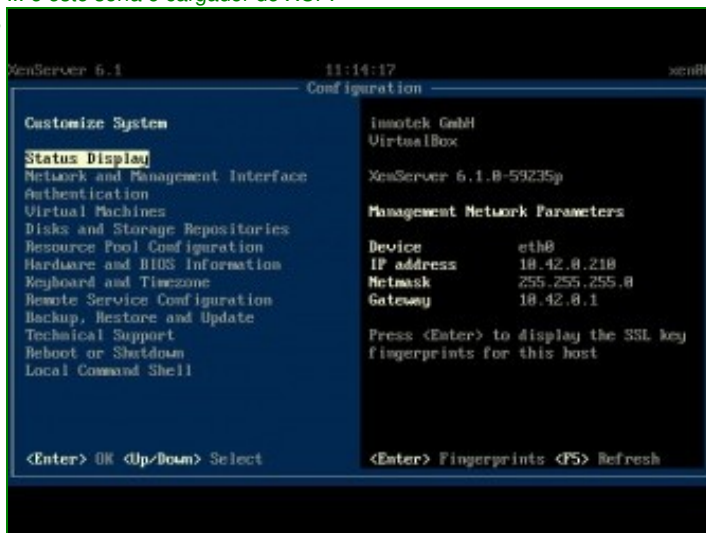 XenServer 6.1 11:14:17 xen0
Configuration
Customize System
Status Display
Network and Management Interface
Authentication
Virtual Machines
Disks and Storage Repositories
Resource Pool Configuration
Hardware and BIOS Information
Keyboard and Timezone
Remote Service Configuration
Backup, Restore and Update
Technical Support
Reboot or Shutdown
Local Command Shell
<Enter> OK <Up/Down> Select
innotek GmbH
VirtualBox
XenServer 6.1.0-59235p
Management Network Parameters
Device eth0
IP address 10.42.0.210
Netmask 255.255.255.0
Gateway 10.42.0.1
Press <Enter> to display the SSL key
fingerprints for this host
<Enter> Fingerprints <F5> Refresh